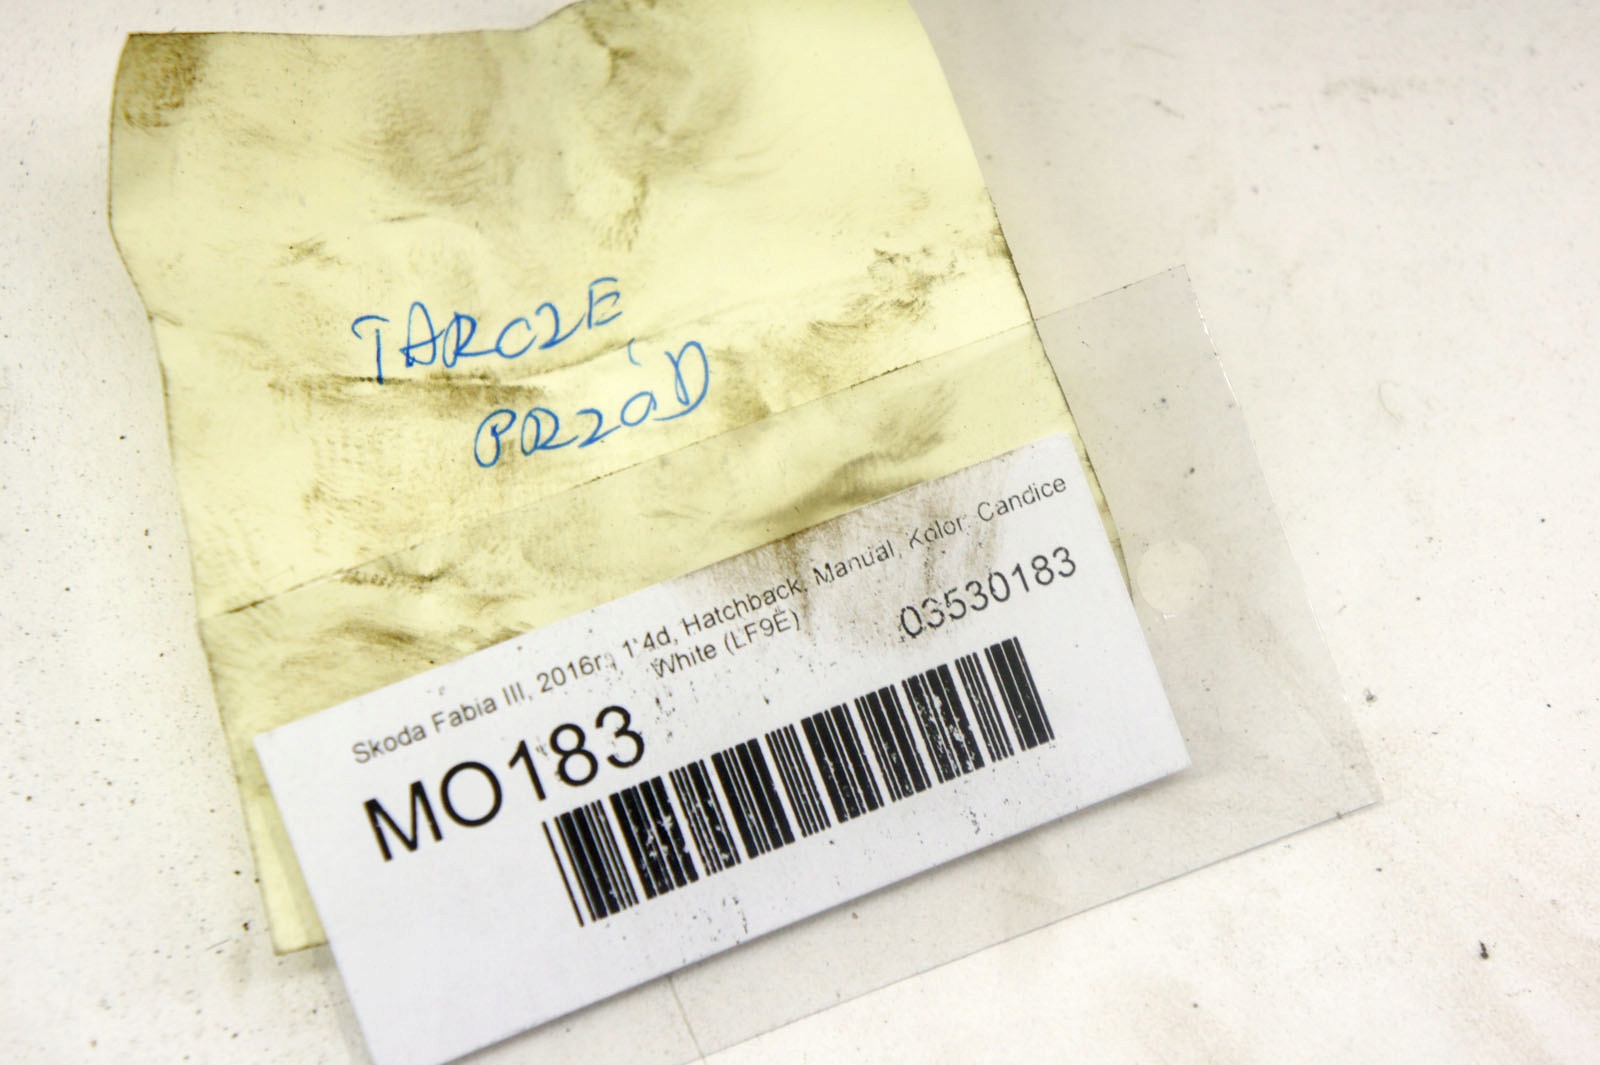 TARCZE
PRZÓD
Skoda Fabia III, 2016r., 1.4d, Hatchback, Manual, Kolor: Candice
White (LF9E)
03530183
MO183